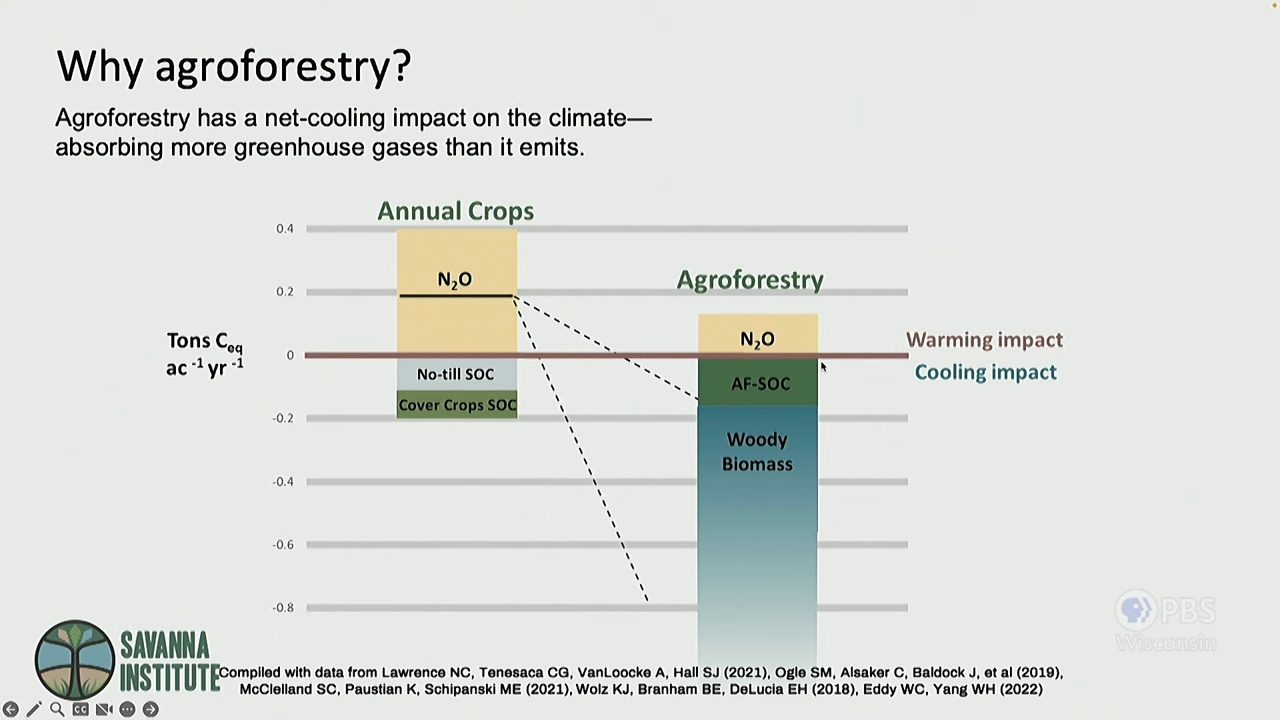 Why agroforestry?
Agroforestry has a net-cooling impact on the climate—
absorbing more greenhouse gases than it emits.
Annual Crops
0.4
Agroforestry
N₂O
0.2
Tons Ceq
ac⁻¹ yr⁻¹
N₂O
Warming impact
0
Cooling impact
No-till SOC
AF-SOC
Cover Crops SOC
-0.2
Woody
Biomass
-0.4
-0.6
-0.8
PBS
Wisconsin
SAVANNA
INSTITUTE
Compiled with data from Lawrence NC, Tenesaca CG, VanLoocke A, Hall SJ (2021), Ogle SM, Alsaker C, Baldock J, et al (2019),
McClelland SC, Paustian K, Schipanski ME (2021), Wolz KJ, Branham BE, DeLucia EH (2018), Eddy WC, Yang WH (2022)
CC